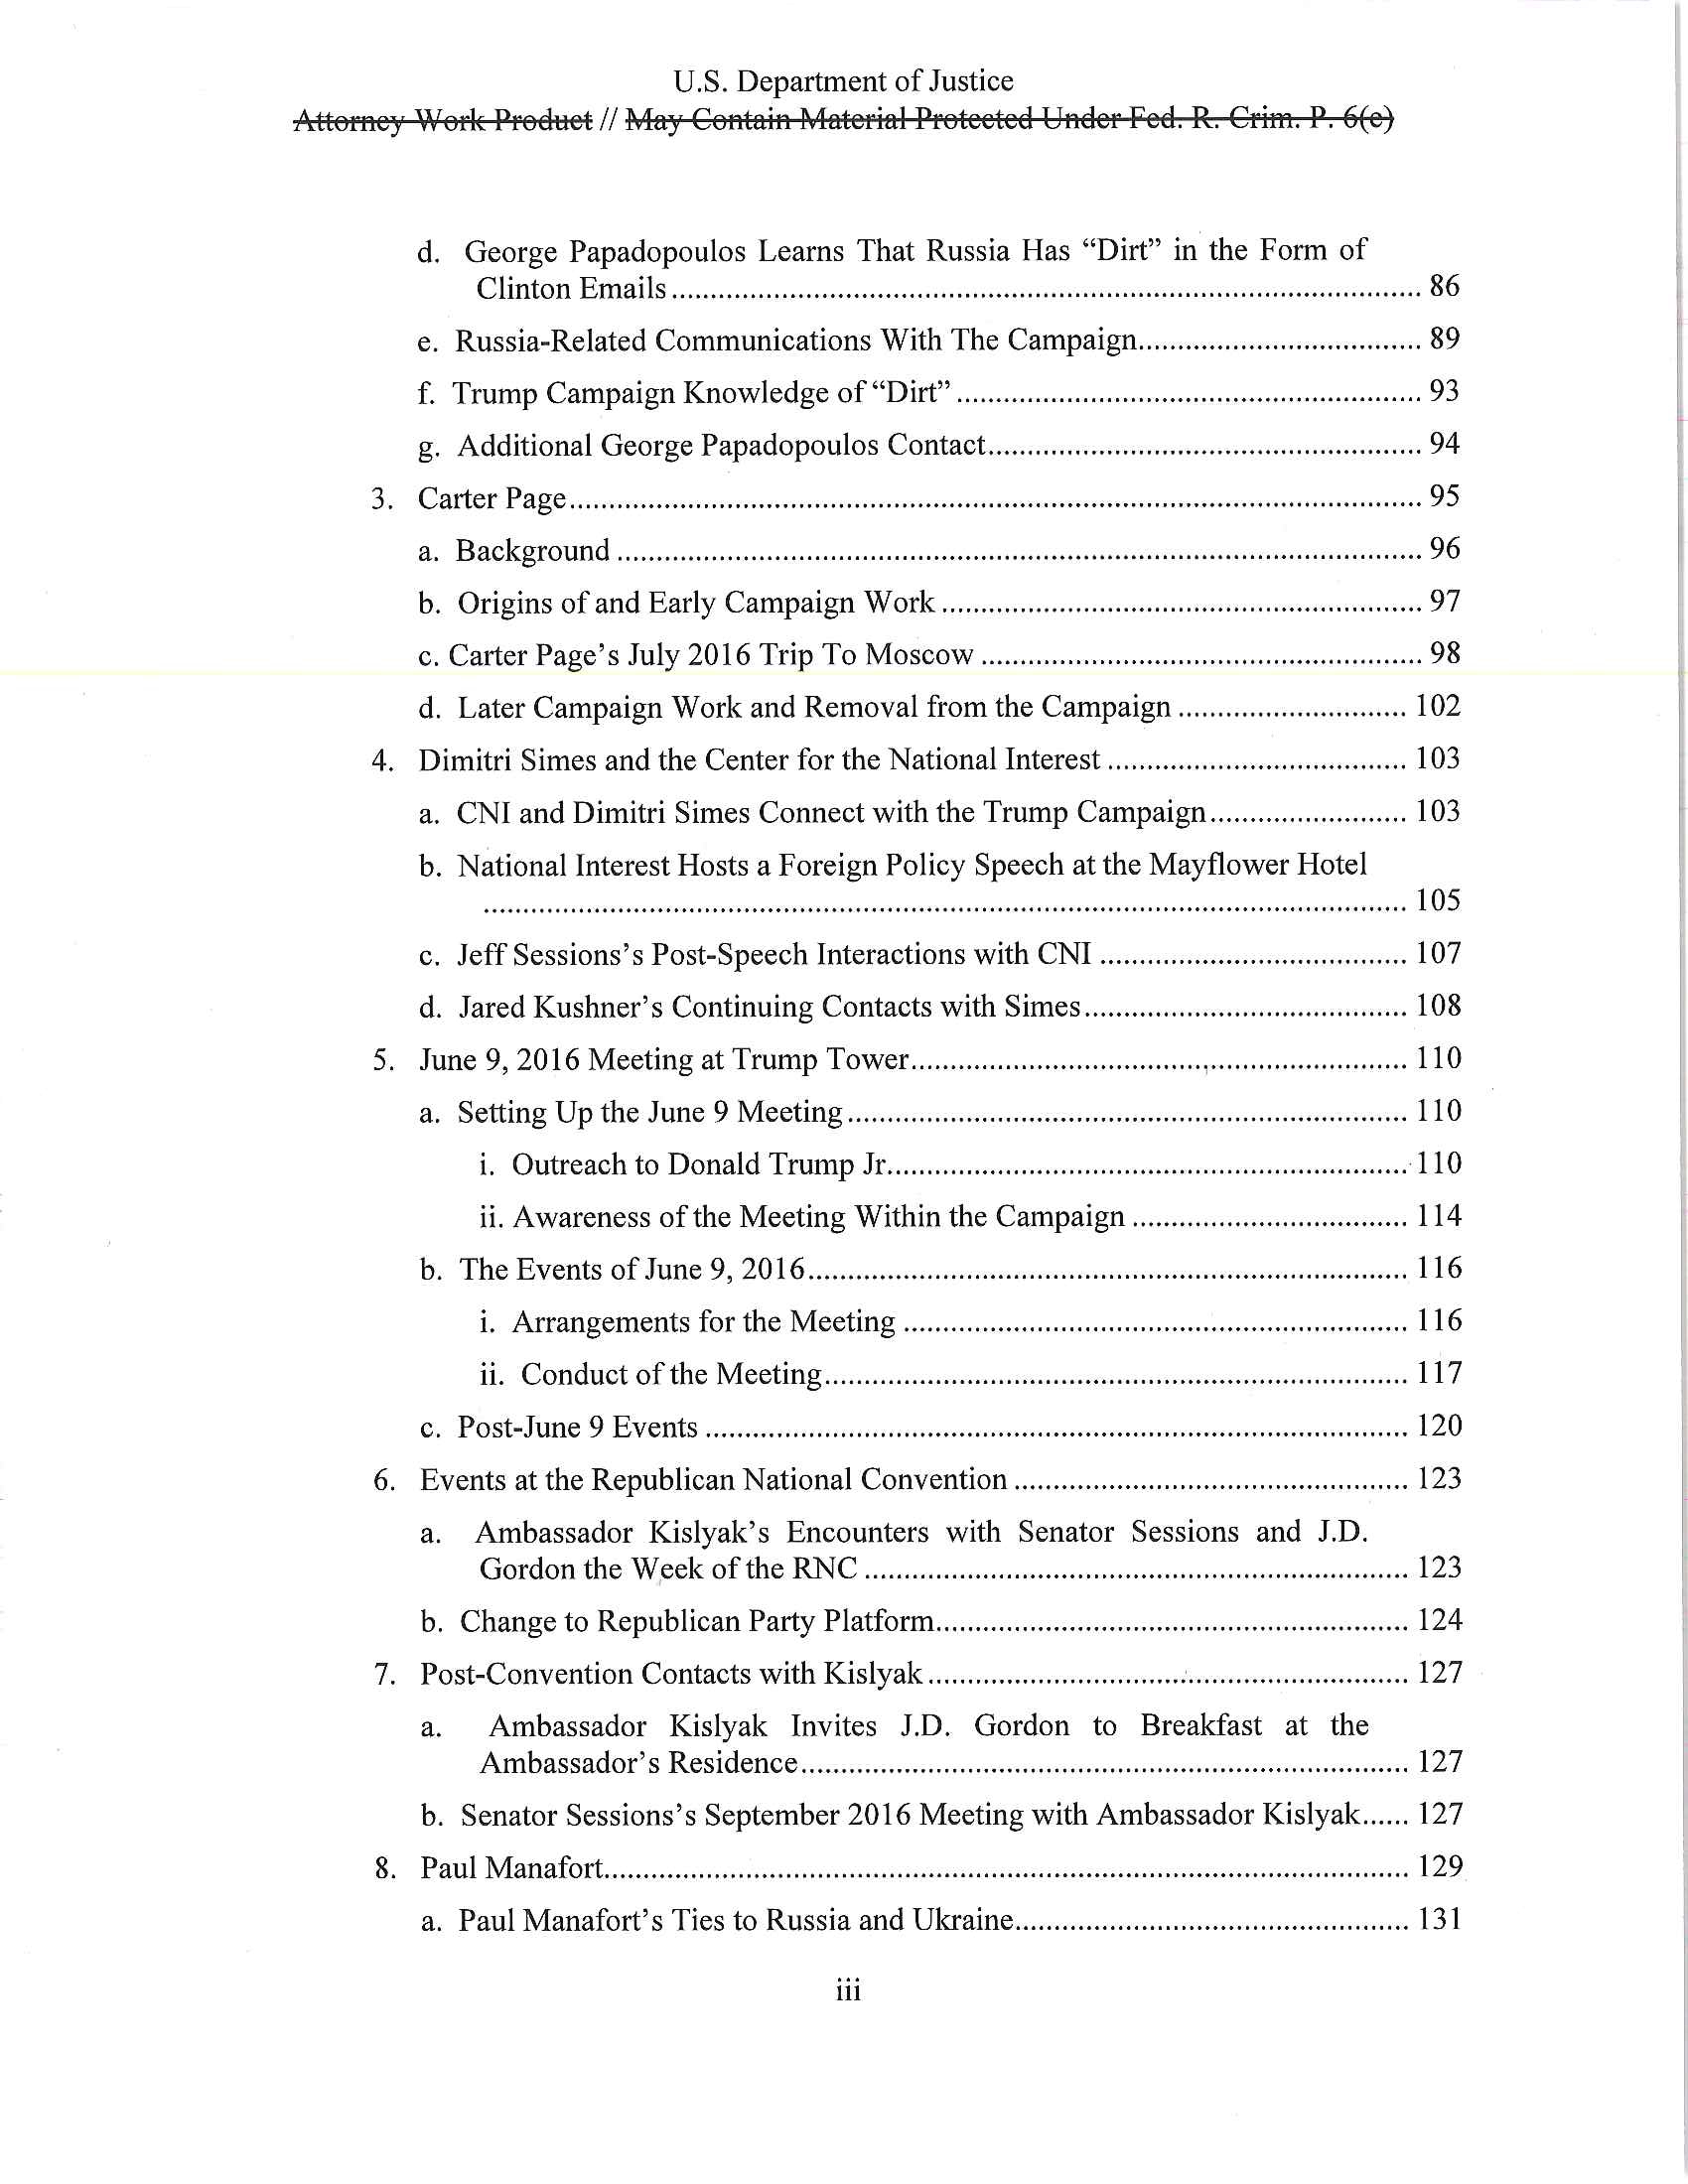 U.S. Department of Justice
Attorney Work Product // May Contain Material Protected Under Fed. R. Crim. P. 6(e)
d. George Papadopoulos Learns That Russia Has “Dirt” in the Form of
Clinton Emails ........ 86
e. Russia-Related Communications With The Campaign........ 89
f. Trump Campaign Knowledge of “Dirt” ........ 93
g. Additional George Papadopoulos Contact........ 94
3. Carter Page........ 95
a. Background ........ 96
b. Origins of and Early Campaign Work ........ 97
c. Carter Page’s July 2016 Trip To Moscow ........ 98
d. Later Campaign Work and Removal from the Campaign ........ 102
4. Dimitri Simes and the Center for the National Interest ........ 103
a. CNI and Dimitri Simes Connect with the Trump Campaign........ 103
b. National Interest Hosts a Foreign Policy Speech at the Mayflower Hotel
........ 105
c. Jeff Sessions’s Post-Speech Interactions with CNI ........ 107
d. Jared Kushner’s Continuing Contacts with Simes........ 108
5. June 9, 2016 Meeting at Trump Tower........ 110
a. Setting Up the June 9 Meeting........ 110
i. Outreach to Donald Trump Jr........ 110
ii. Awareness of the Meeting Within the Campaign ........ 114
b. The Events of June 9, 2016........ 116
i. Arrangements for the Meeting ........ 116
ii. Conduct of the Meeting........ 117
c. Post-June 9 Events ........ 120
6. Events at the Republican National Convention ........ 123
a. Ambassador Kislyak’s Encounters with Senator Sessions and J.D.
Gordon the Week of the RNC ........ 123
b. Change to Republican Party Platform........ 124
7. Post-Convention Contacts with Kislyak ........ 127
a. Ambassador Kislyak Invites J.D. Gordon to Breakfast at the
Ambassador’s Residence........ 127
b. Senator Sessions’s September 2016 Meeting with Ambassador Kislyak...... 127
8. Paul Manafort........ 129
a. Paul Manafort’s Ties to Russia and Ukraine........ 131
iii